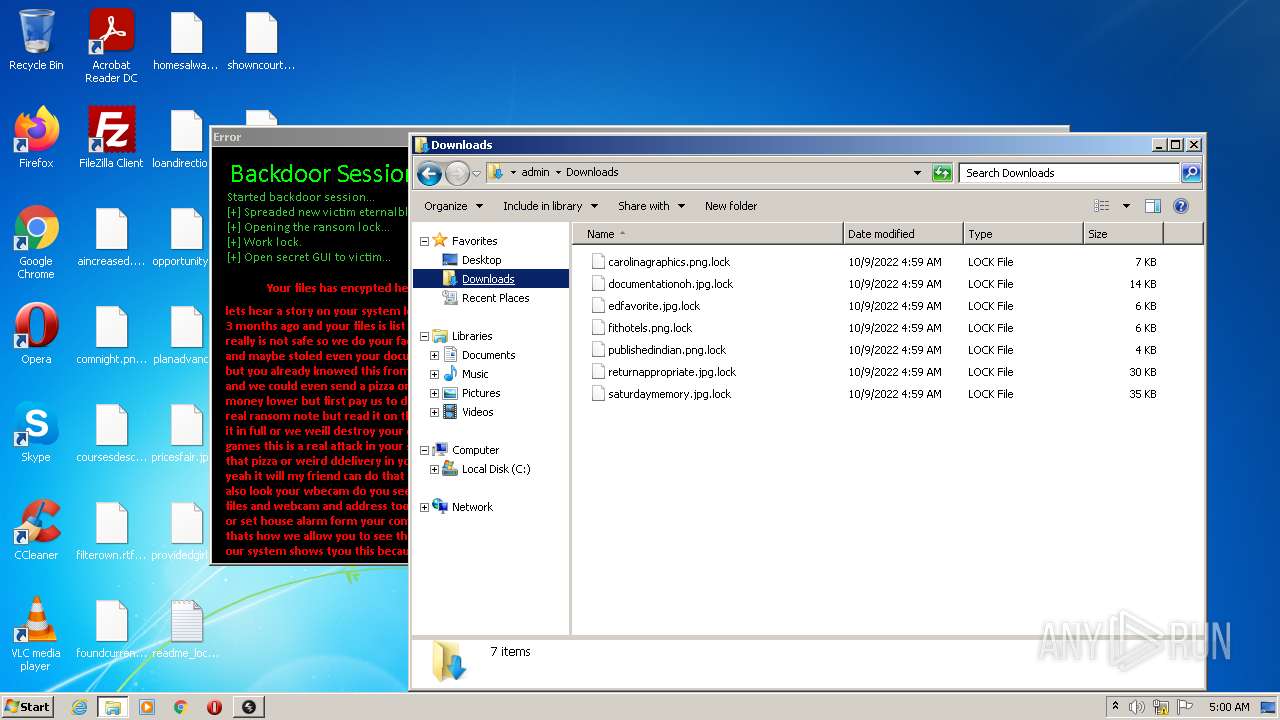 Recycle Bin
Acrobat
Reader DC
homesalwa...
showncourt...
Firefox
FileZilla Client
loandirectio
Google
Chrome
aincreased....
opportunity
Opera
comnight.pn...
planadvanc
Skype
coursesdesc...
pricesfair.jp
CCleaner
filterown.rtf...
providedgirl
VLC media
player
foundcurren...
readme_loc...
Error
Backdoor Session
Started backdoor session...
[+] Spreaded new victim eternalbl
[+] Opening the ransom lock...
[+] Work lock.
[+] Open secret GUI to victim...
Your files has encrypted he
lets hear a story on your system l
3 months ago and your files is list
really is not safe so we do your fa
and maybe stoled even your docu
but you already knowed this from
and we could even send a pizza or
money lower but first pay us to d
real ransom note but read it on th
it in full or we weill destroy your
games this is a real attack in your
that pizza or weird ddelivery in yo
yeah it will my friend can do that
also look your wbecam do you see
files and webcam and address too
or set house alarm form your con
thats how we allow you to see th
our system shows tyou this becau
Downloads
admin Downloads
Search Downloads
Organize Include in library Share with New folder
Favorites
Desktop
Downloads
Recent Places
Libraries
Documents
Music
Pictures
Videos
Computer
Local Disk (C:)
Network
Name Date modified Type Size
carolinagraphics.png.lock 10/9/2022 4:59 AM LOCK File 7 KB
documentationoh.jpg.lock 10/9/2022 4:59 AM LOCK File KB
edfavorite.jpg.lock 10/9/2022 4:59 AM LOCK File 6 KB
fithotels.png.lock 10/9/2022 4:59 AM LOCK File 5 KB
publishedindian.png.lock 10/9/2022 4:59 AM LOCK File 4 KB
returnappropriate.jpg.lock 10/9/2022 4:59 AM LOCK File 30 KB
saturdaymemory.jpg.lock 10/9/2022 4:59 AM LOCK File 35 KB
7 items
ANY RUN
Start
5:00 AM